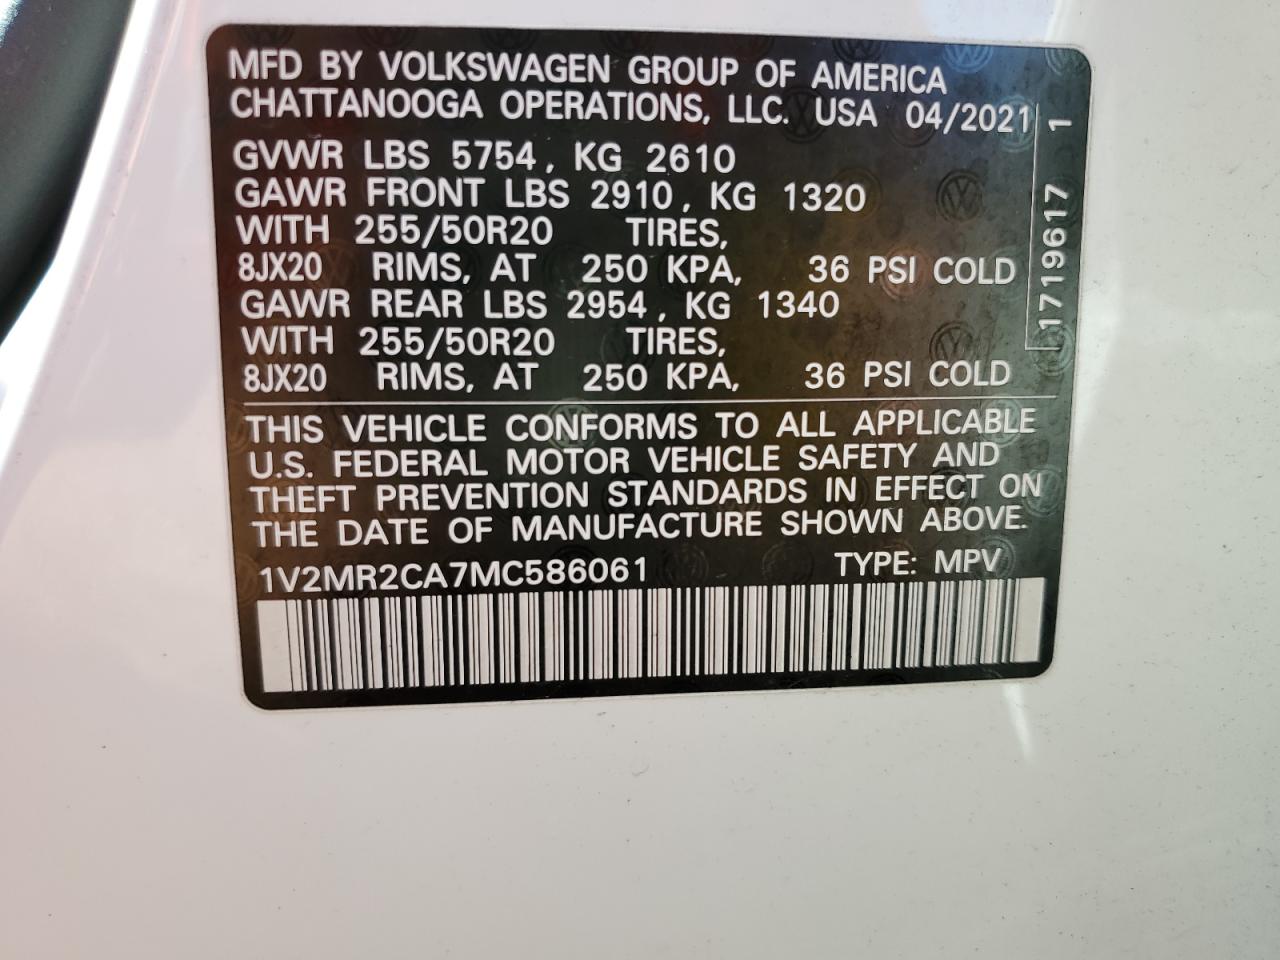 MFD BY VOLKSWAGEN GROUP OF AMERICA
CHATTANOOGA OPERATIONS, LLC. USA 04/2021
GVWR LBS 5754, KG 2610
GAWR FRONT LBS 2910, KG 1320
WITH 255/50R20 TIRES,
8JX20 RIMS, AT 250 KPA, 36 PSI COLD
GAWR REAR LBS 2954, KG 1340
WITH 255/50R20 TIRES,
8JX20 RIMS, AT 250 KPA, 36 PSI COLD
1719617 1
THIS VEHICLE CONFORMS TO ALL APPLICABLE
U.S. FEDERAL MOTOR VEHICLE SAFETY AND
THEFT PREVENTION STANDARDS IN EFFECT ON
THE DATE OF MANUFACTURE SHOWN ABOVE.
1V2MR2CA7MC586061 TYPE: MPV